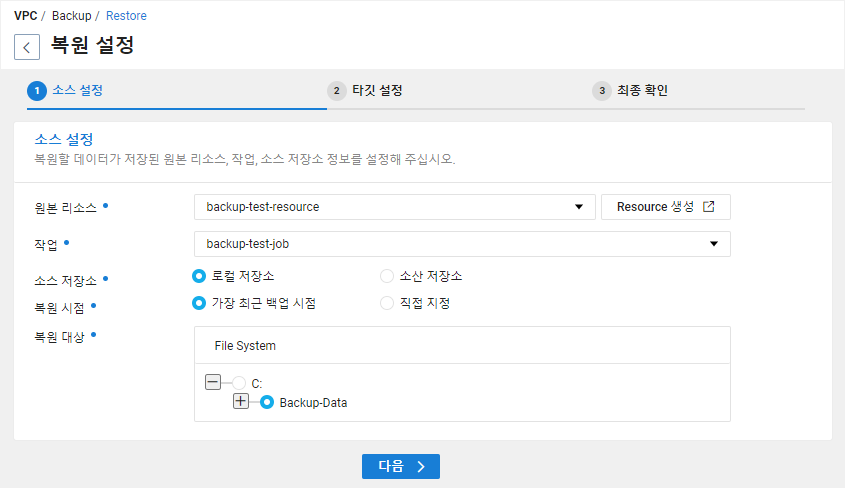 VPC / Backup / Restore
복원 설정
1 소스 설정
2 타깃 설정
3 최종 확인
소스 설정
복원할 데이터가 저장된 원본 리소스, 작업, 소스 저장소 정보를 설정해 주십시오.
원본 리소스 backup-test-resource Resource 생성
작업 backup-test-job
소스 저장소 로컬 저장소 소산 저장소
복원 시점 가장 최근 백업 시점 직접 지정
복원 대상
File System
C:
Backup-Data
다음